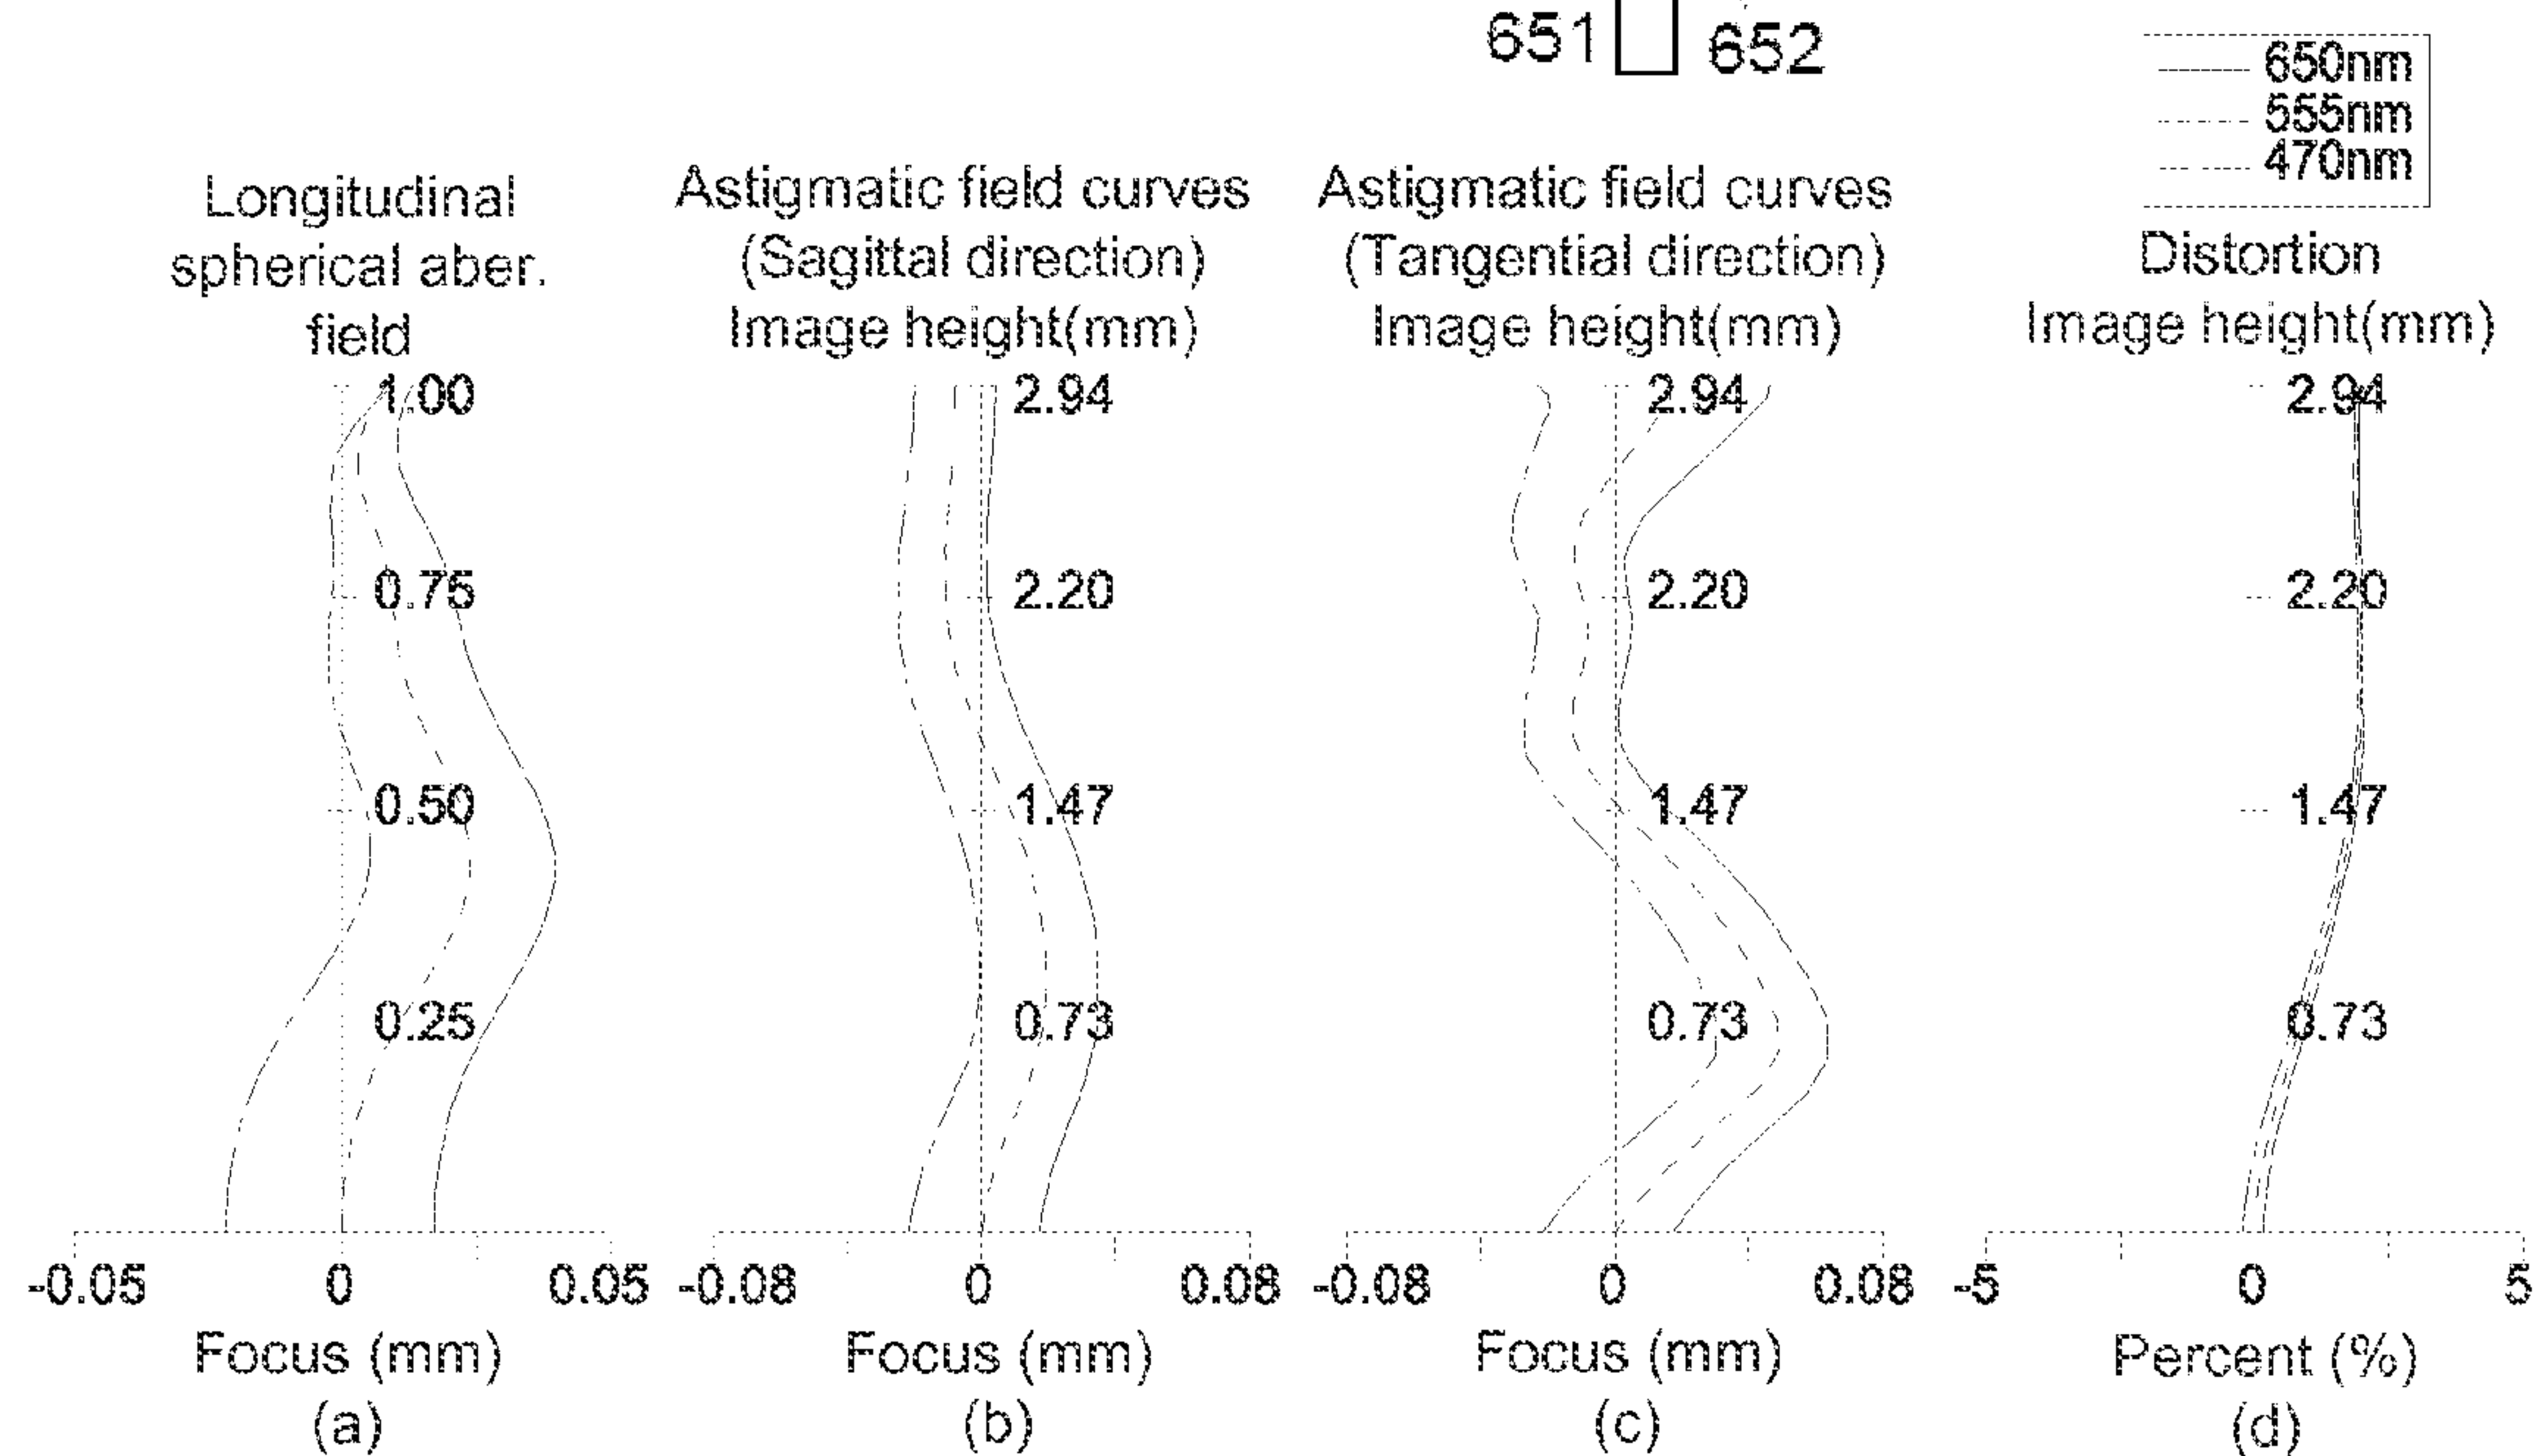 651 652
650nm
555nm
470nm
Longitudinal
spherical aber.
field
1.00
0.75
0.50
0.25
-0.05 0 0.05
Focus (mm)
(a)
Astigmatic field curves
(Sagittal direction)
Image height(mm)
2.94
2.20
1.47
0.73
-0.08 0 0.08
Focus (mm)
(b)
Astigmatic field curves
(Tangential direction)
Image height(mm)
2.94
2.20
1.47
0.73
-0.08 0 0.08
Focus (mm)
(c)
Distortion
Image height(mm)
2.94
2.20
1.47
0.73
-5 0 5
Percent (%)
(d)